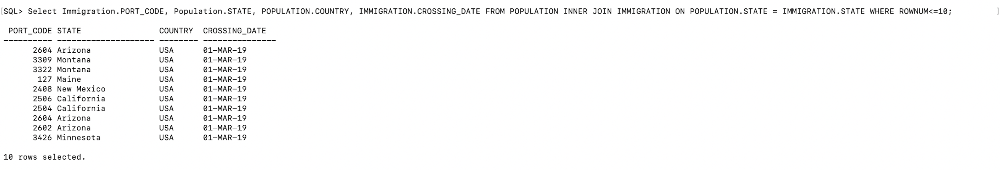 [SQL> Select Immigration.PORT_CODE, Population.STATE, POPULATION.COUNTRY, IMMIGRATION.CROSSING_DATE FROM POPULATION INNER JOIN IMMIGRATION ON POPULATION.STATE = IMMIGRATION.STATE WHERE ROWNUM<=10; ]
PORT_CODE STATE COUNTRY CROSSING_DATE
---------- -------------------- -------- ---------------
2604 Arizona USA 01-MAR-19
3309 Montana USA 01-MAR-19
3322 Montana USA 01-MAR-19
127 Maine USA 01-MAR-19
2408 New Mexico USA 01-MAR-19
2506 California USA 01-MAR-19
2504 California USA 01-MAR-19
2604 Arizona USA 01-MAR-19
2602 Arizona USA 01-MAR-19
3426 Minnesota USA 01-MAR-19
10 rows selected.